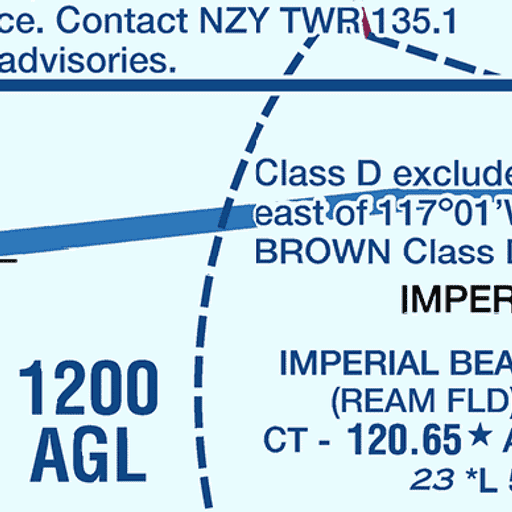 ce. Contact NZY TWR 135.1
advisories.
Class D exclude
east of 117°01'W
BROWN Class D
IMPER
IMPERIAL BEA
(REAM FLD)
CT - 120.65★ A
23 *L 5
1200
AGL